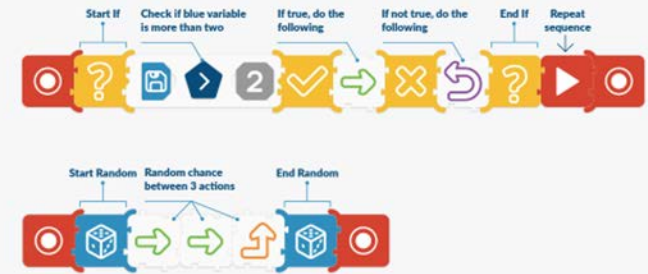 Start If
Check if blue variable
is more than two
If true, do the
following
If not true, do the
following
End If
Repeat
sequence
2
Start Random
Random chance
between 3 actions
End Random